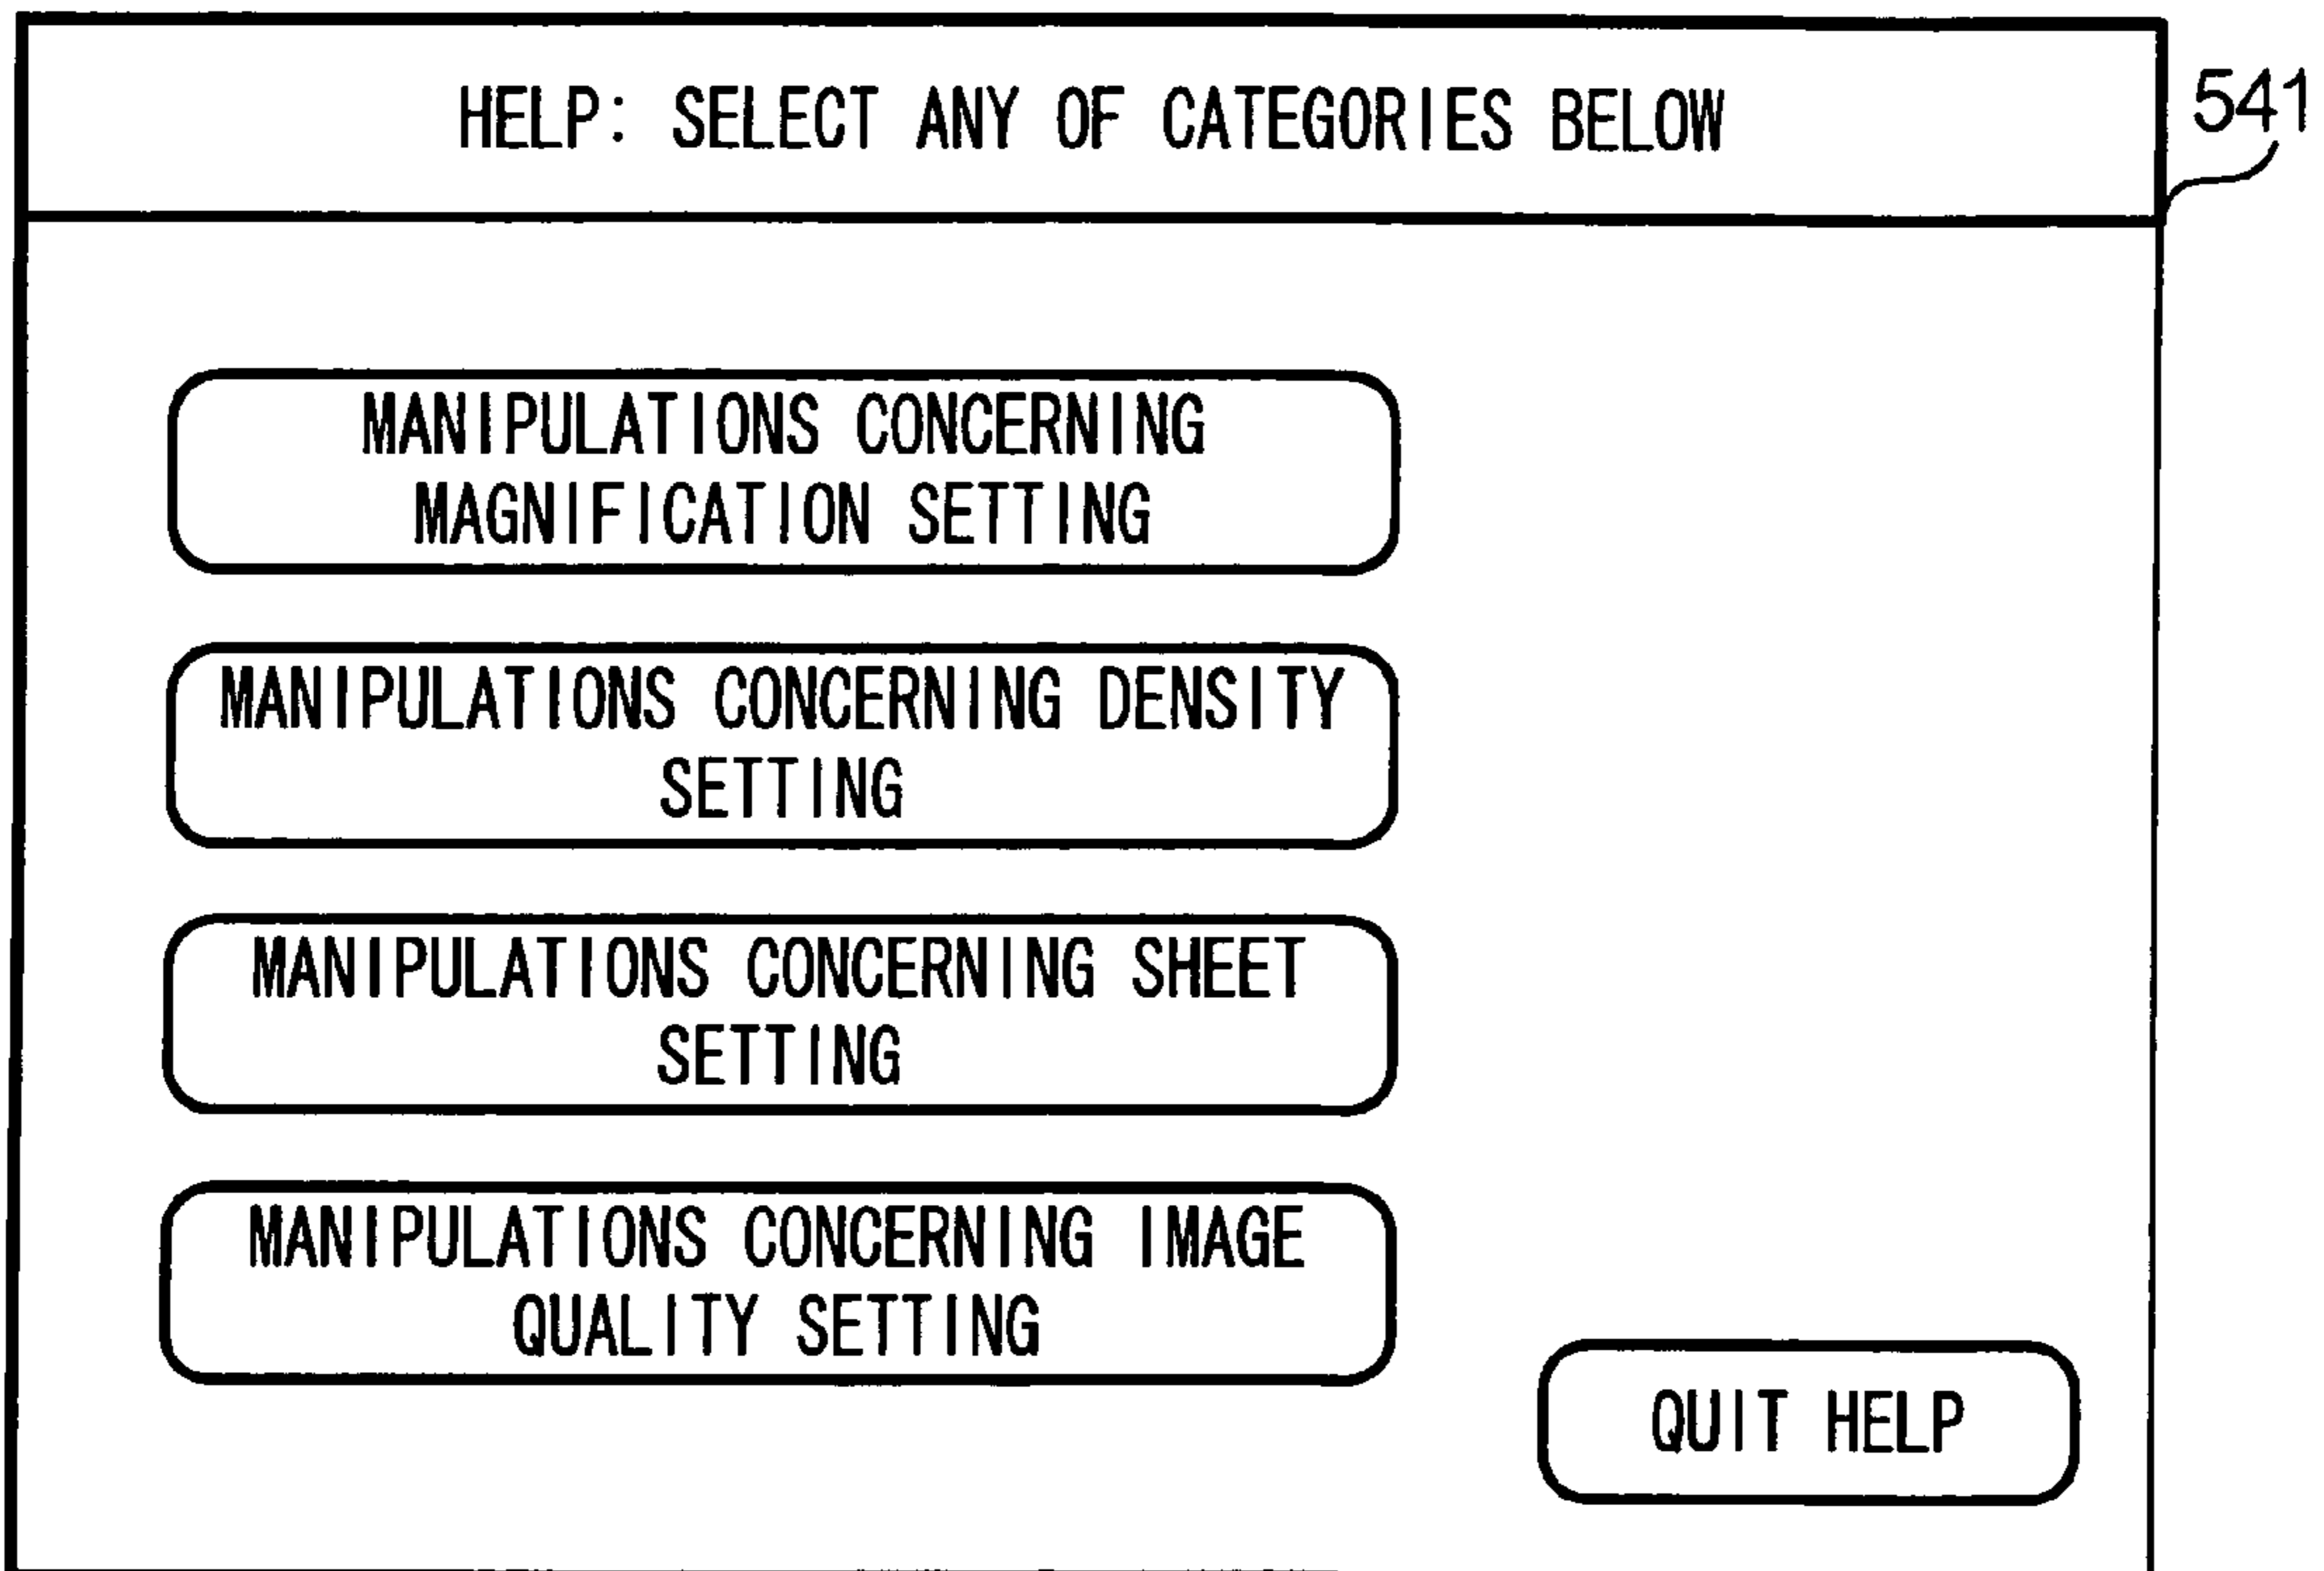 HELP: SELECT ANY OF CATEGORIES BELOW
541
MANIPULATIONS CONCERNING
MAGNIFICATION SETTING
MANIPULATIONS CONCERNING DENSITY
SETTING
MANIPULATIONS CONCERNING SHEET
SETTING
MANIPULATIONS CONCERNING IMAGE
QUALITY SETTING
QUIT HELP